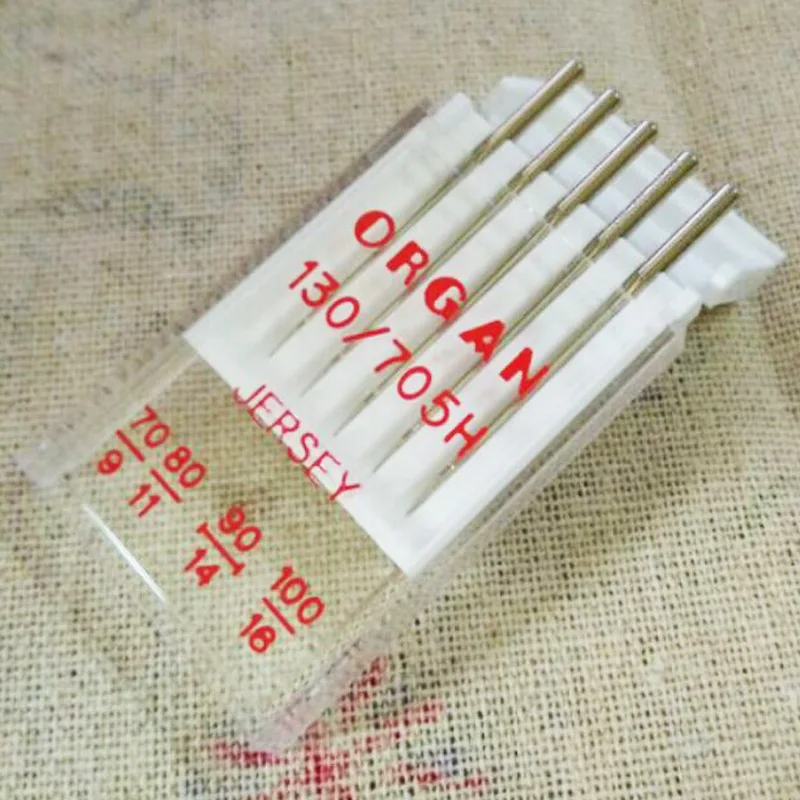 ORGAN
130/705H
JERSEY
70 80 90 100
9 11 14 16